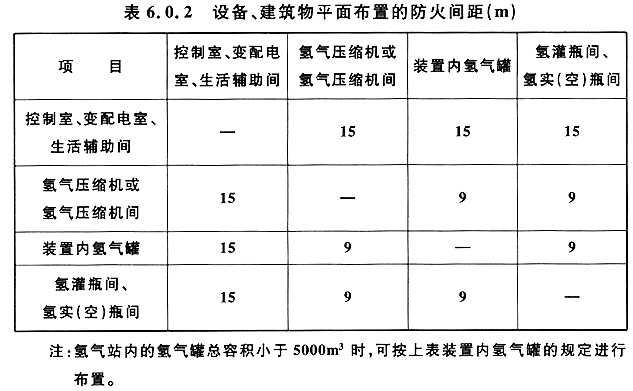 表 6.0.2 设备、建筑物平面布置的防火间距(m)
项 目 控制室、变配电室、生活辅助间 氢气压缩机或氢气压缩机间 装置内氢气罐 氢灌瓶间、氢实(空)瓶间
控制室、变配电室、生活辅助间 — 15 15 15
氢气压缩机或氢气压缩机间 15 — 9 9
装置内氢气罐 15 9 — 9
氢灌瓶间、氢实(空)瓶间 15 9 9 —
注:氢气站内的氢气罐总容积小于 5000m³ 时,可按上表装置内氢气罐的规定进行
布置。